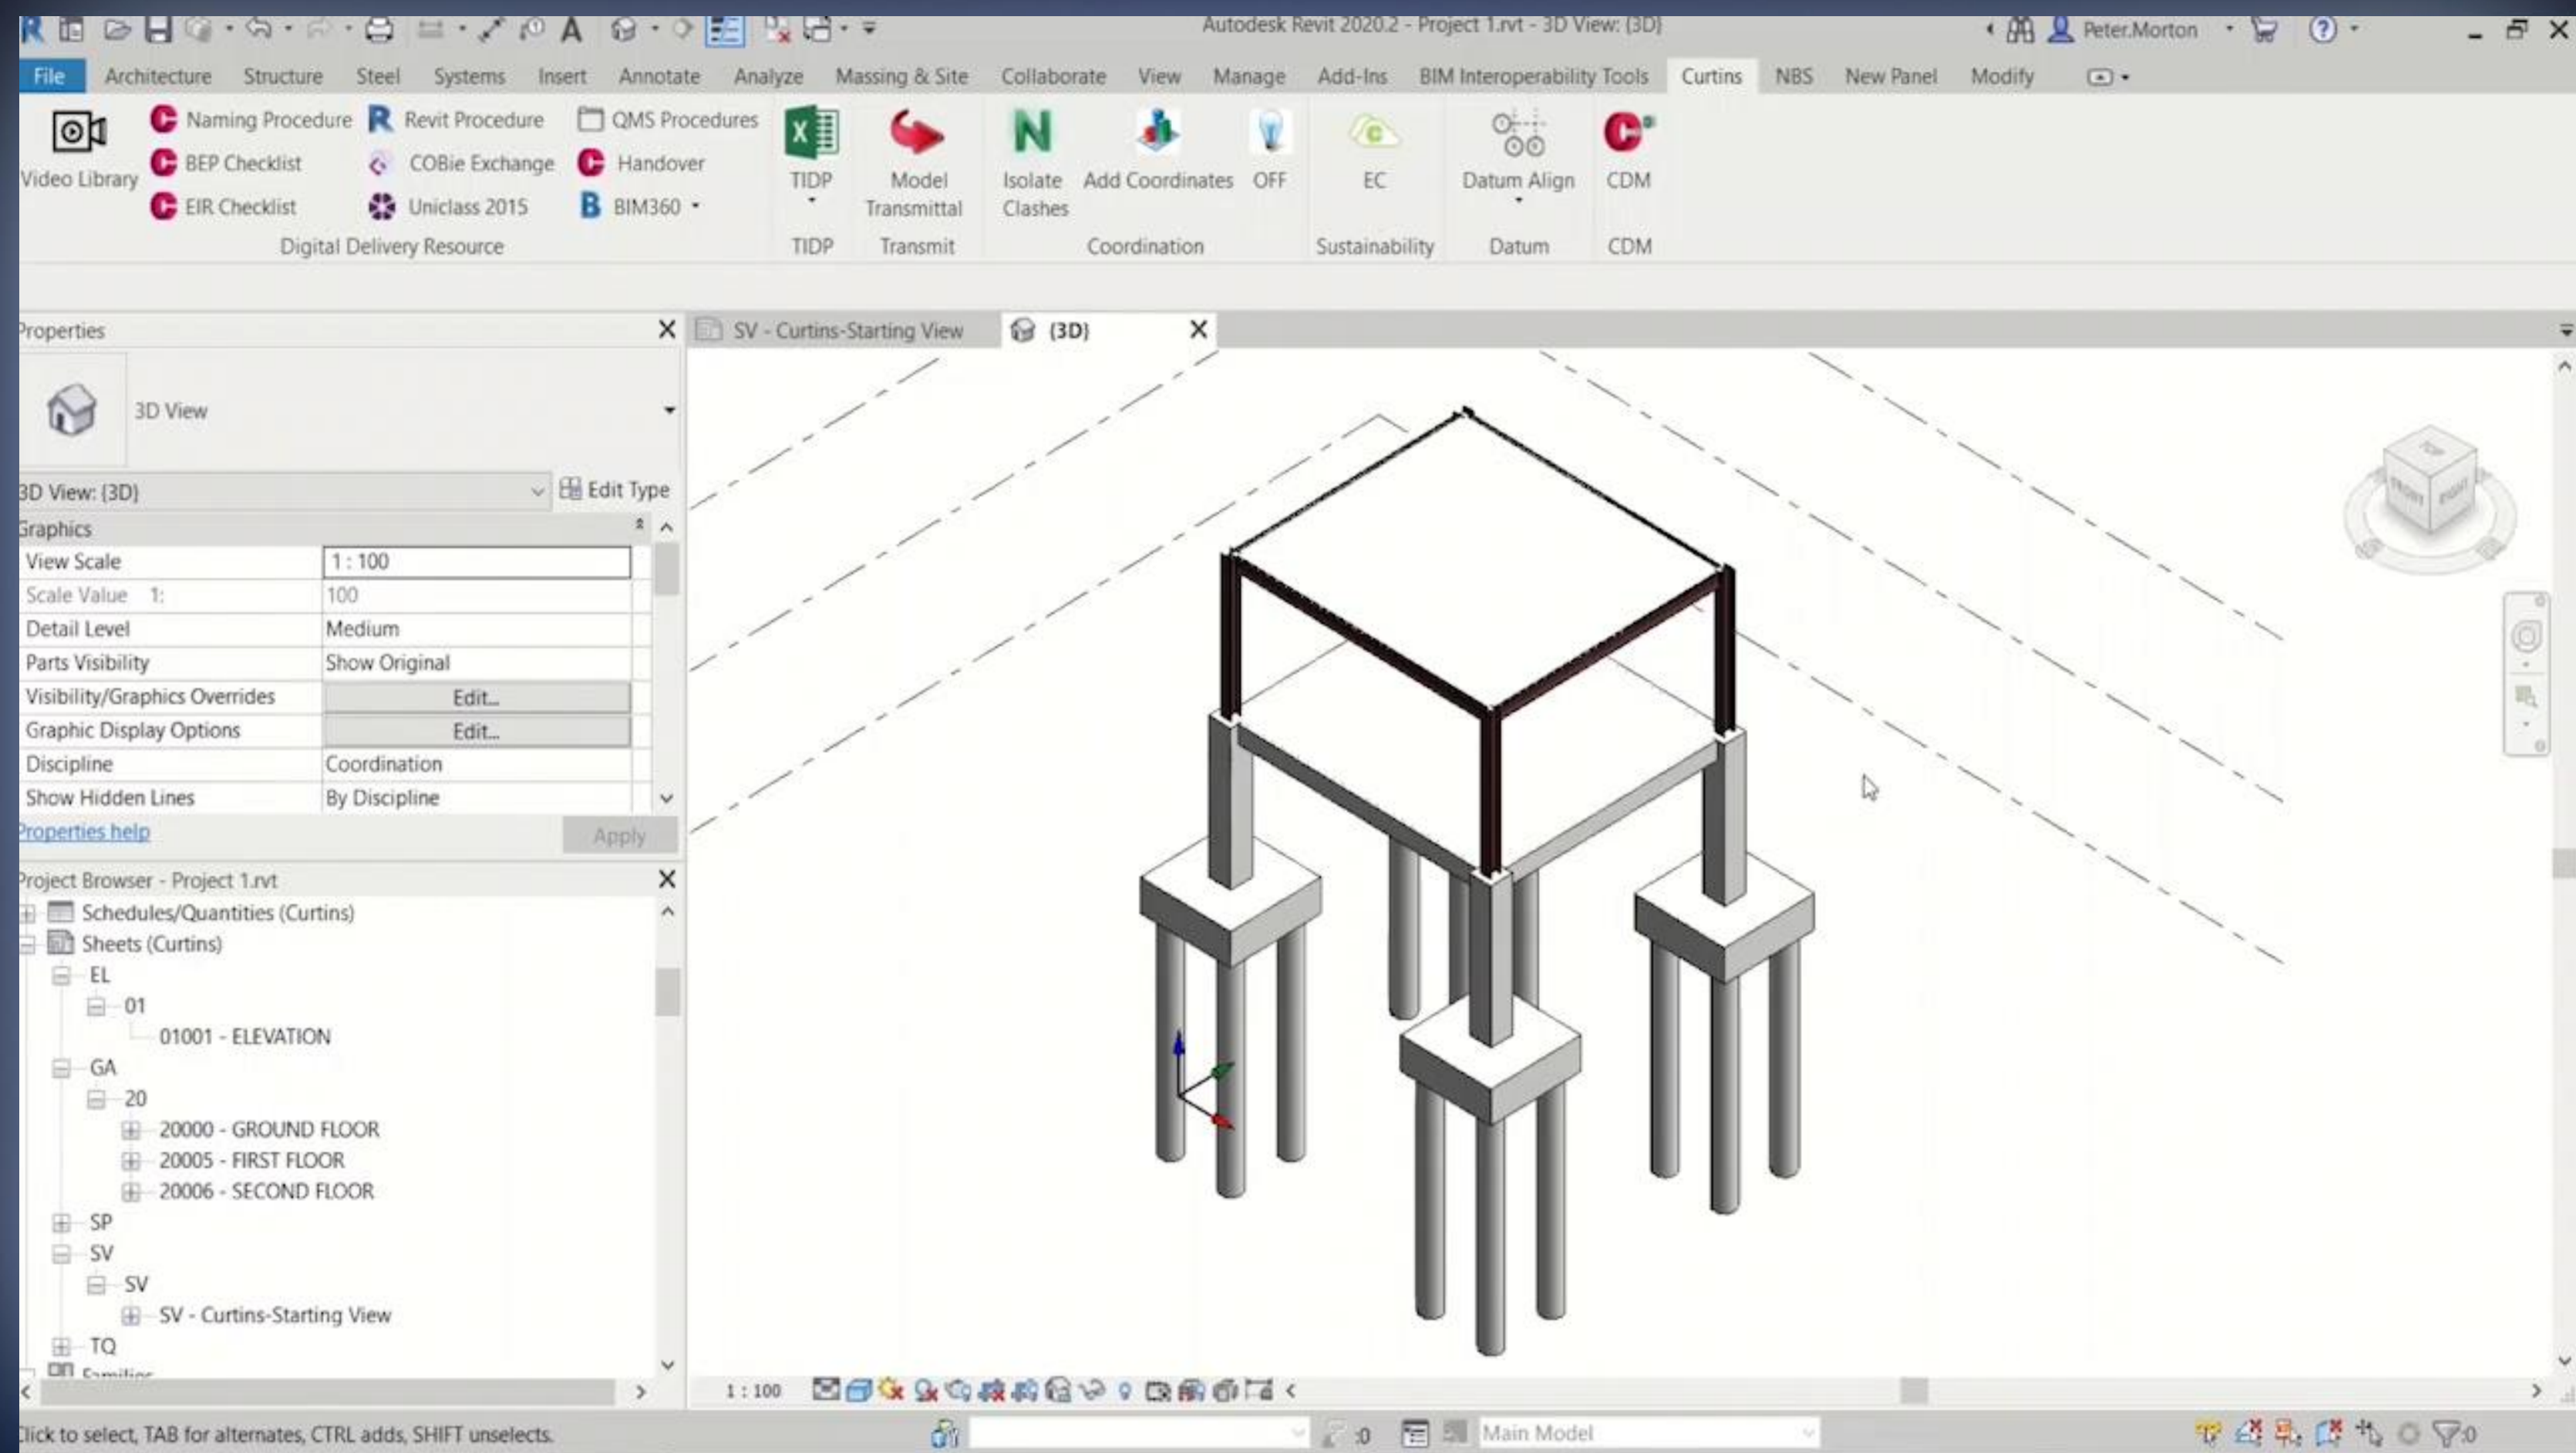 Autodesk Revit 2020.2 - Project 1.rvt - 3D View: {3D}
Peter.Morton
File Architecture Structure Steel Systems Insert Annotate Analyze Massing & Site Collaborate View Manage Add-Ins BIM Interoperability Tools Curtins NBS New Panel Modify
Video Library
Naming Procedure
BEP Checklist
EIR Checklist
Revit Procedure
COBie Exchange
Uniclass 2015
QMS Procedures
Handover
BIM360
Digital Delivery Resource
TIDP
TIDP
Model
Transmittal
Transmit
Isolate
Clashes
Add Coordinates
OFF
Coordination
EC
Sustainability
Datum Align
Datum
CDM
CDM
Properties
3D View
3D View: {3D}
Edit Type
Graphics
View Scale 1 : 100
Scale Value 1: 100
Detail Level Medium
Parts Visibility Show Original
Visibility/Graphics Overrides Edit...
Graphic Display Options Edit...
Discipline Coordination
Show Hidden Lines By Discipline
Properties help
Apply
Project Browser - Project 1.rvt
Schedules/Quantities (Curtins)
Sheets (Curtins)
EL
01
01001 - ELEVATION
GA
20
20000 - GROUND FLOOR
20005 - FIRST FLOOR
20006 - SECOND FLOOR
SP
SV
SV
SV - Curtins-Starting View
TQ
Families
SV - Curtins-Starting View
{3D}
TOP
FRONT
RIGHT
1 : 100
Click to select, TAB for alternates, CTRL adds, SHIFT unselects.
:0
Main Model
:0